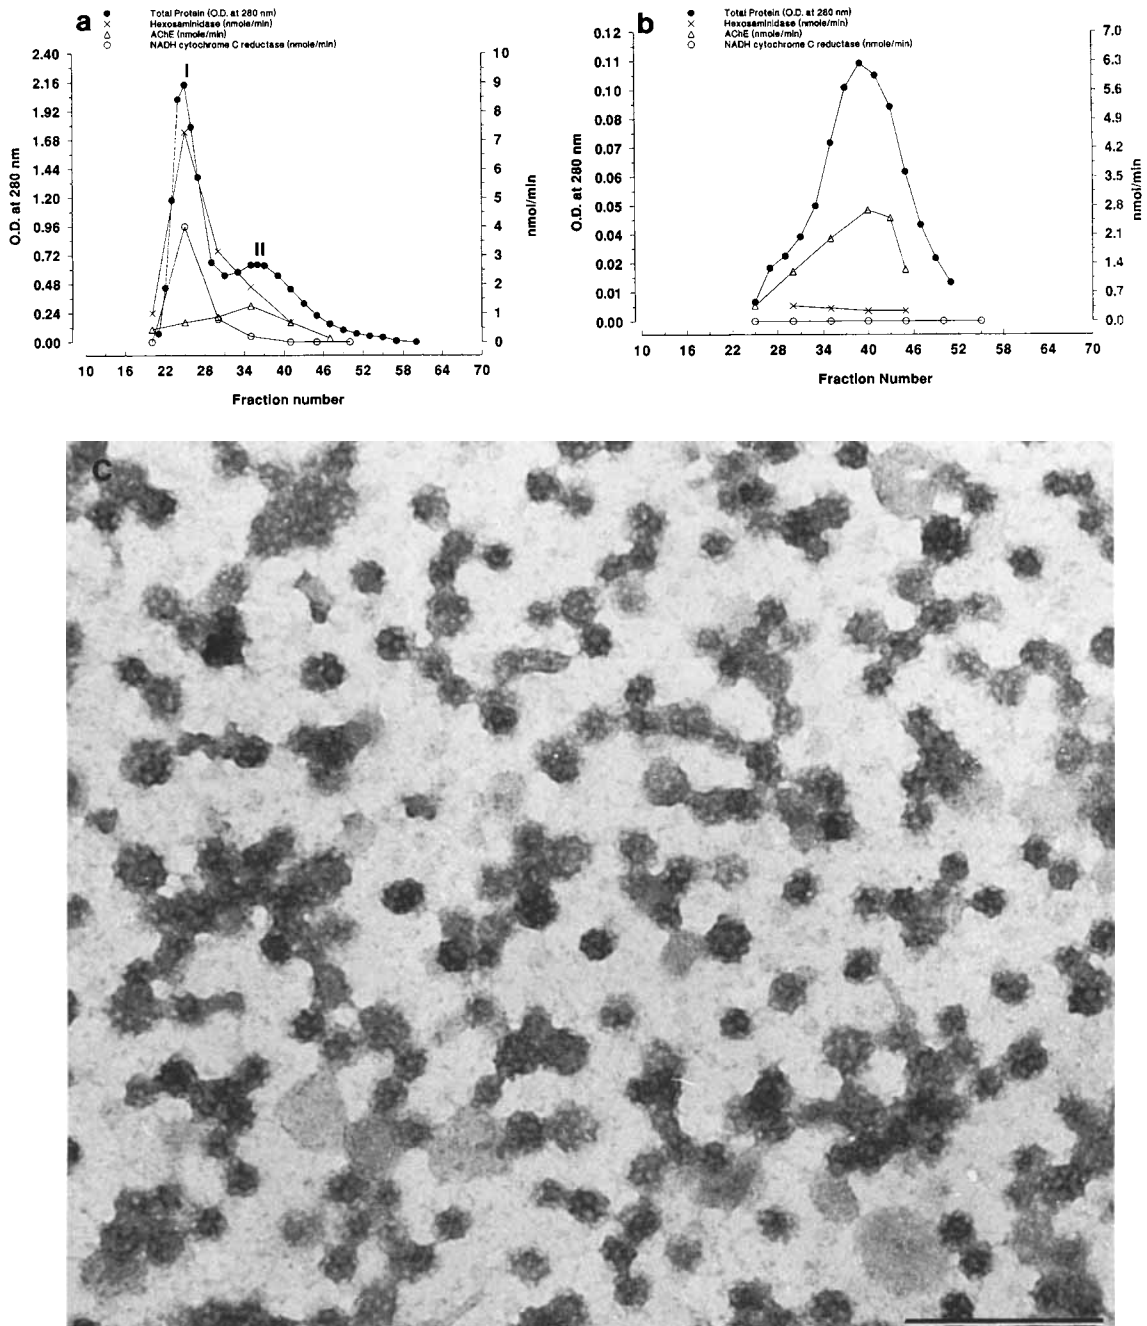 a
Total Protein (O.D. at 280 nm)
Hexosaminidase (nmole/min)
AChE (nmole/min)
NADH cytochrome C reductase (nmole/min)
I
II
2.40
2.16
1.92
1.68
1.44
1.20
0.96
0.72
0.48
0.24
0.00
O.D. at 280 nm
10
9
8
7
6
5
4
3
2
1
0
nmol/min
10 16 22 28 34 40 46 52 58 64 70
Fraction number
b
Total Protein (O.D. at 280 nm)
Hexosaminidase (nmole/min)
AChE (nmole/min)
NADH cytochrome C reductase (nmole/min)
0.12
0.11
0.10
0.09
0.08
0.07
0.06
0.05
0.04
0.02
0.01
0.00
O.D. at 280 nm
7.0
6.3
5.6
4.9
4.2
3.5
2.8
2.1
1.4
0.7
0.0
nmol/min
10 16 22 28 34 40 46 52 58 64 70
Fraction Number
c